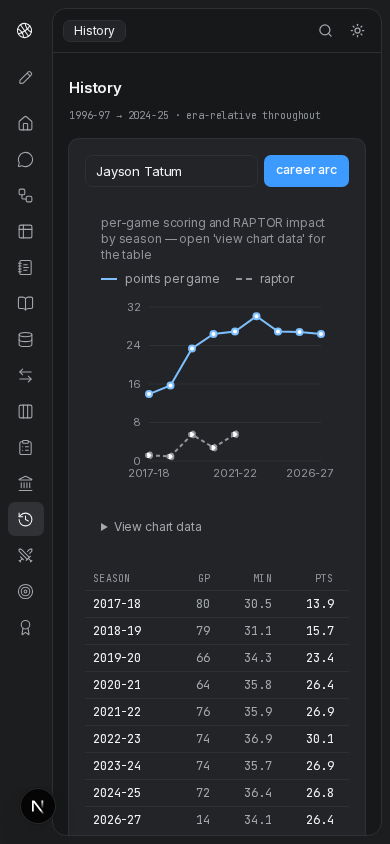 History
History
1996-97 → 2024-25 · era-relative throughout
Jayson Tatum
career arc
per-game scoring and RAPTOR impact
by season — open 'view chart data' for
the table
points per game
raptor
32
24
16
8
0
2017-18
2021-22
2026-27
▶ View chart data
SEASON GP MIN PTS
2017-18 80 30.5 13.9
2018-19 79 31.1 15.7
2019-20 66 34.3 23.4
2020-21 64 35.8 26.4
2021-22 76 35.9 26.9
2022-23 74 36.9 30.1
2023-24 74 35.7 26.9
2024-25 72 36.4 26.8
2026-27 14 34.1 26.4
N